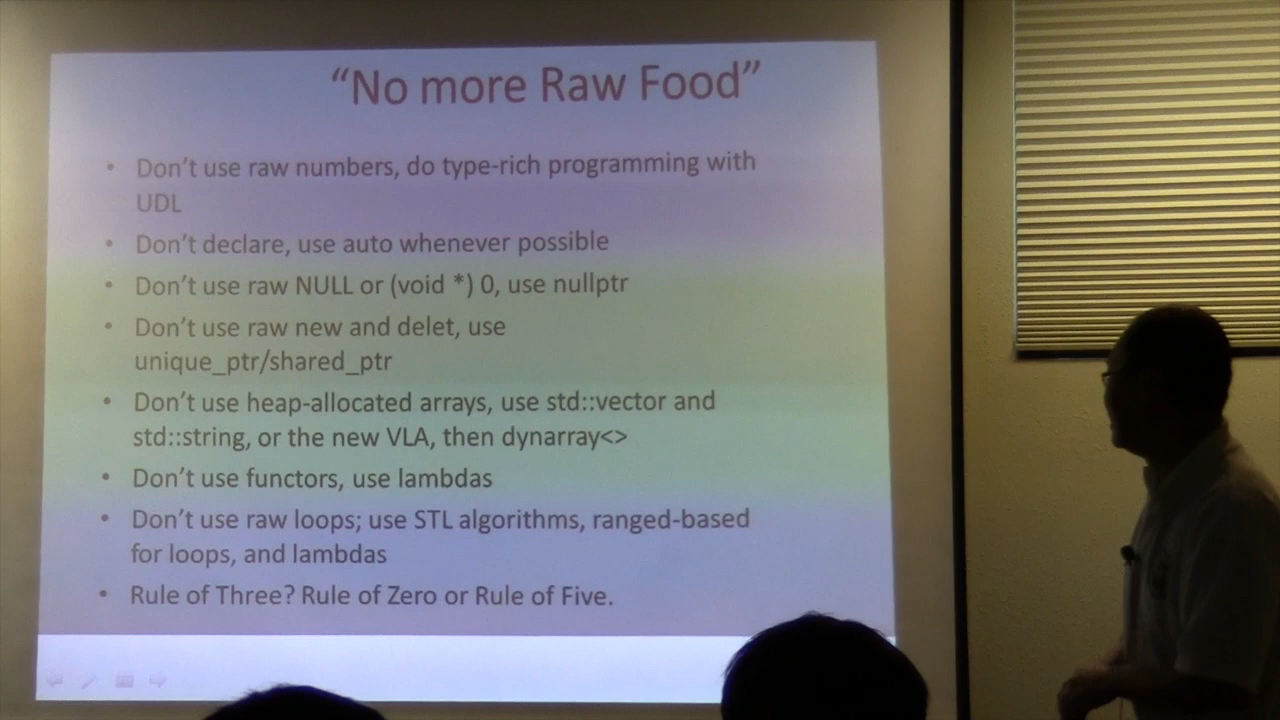 “No more Raw Food”
• Don’t use raw numbers, do type-rich programming with
UDL
• Don’t declare, use auto whenever possible
• Don’t use raw NULL or (void *) 0, use nullptr
• Don’t use raw new and delet, use
unique_ptr/shared_ptr
• Don’t use heap-allocated arrays, use std::vector and
std::string, or the new VLA, then dynarray<>
• Don’t use functors, use lambdas
• Don’t use raw loops; use STL algorithms, ranged-based
for loops, and lambdas
• Rule of Three? Rule of Zero or Rule of Five.